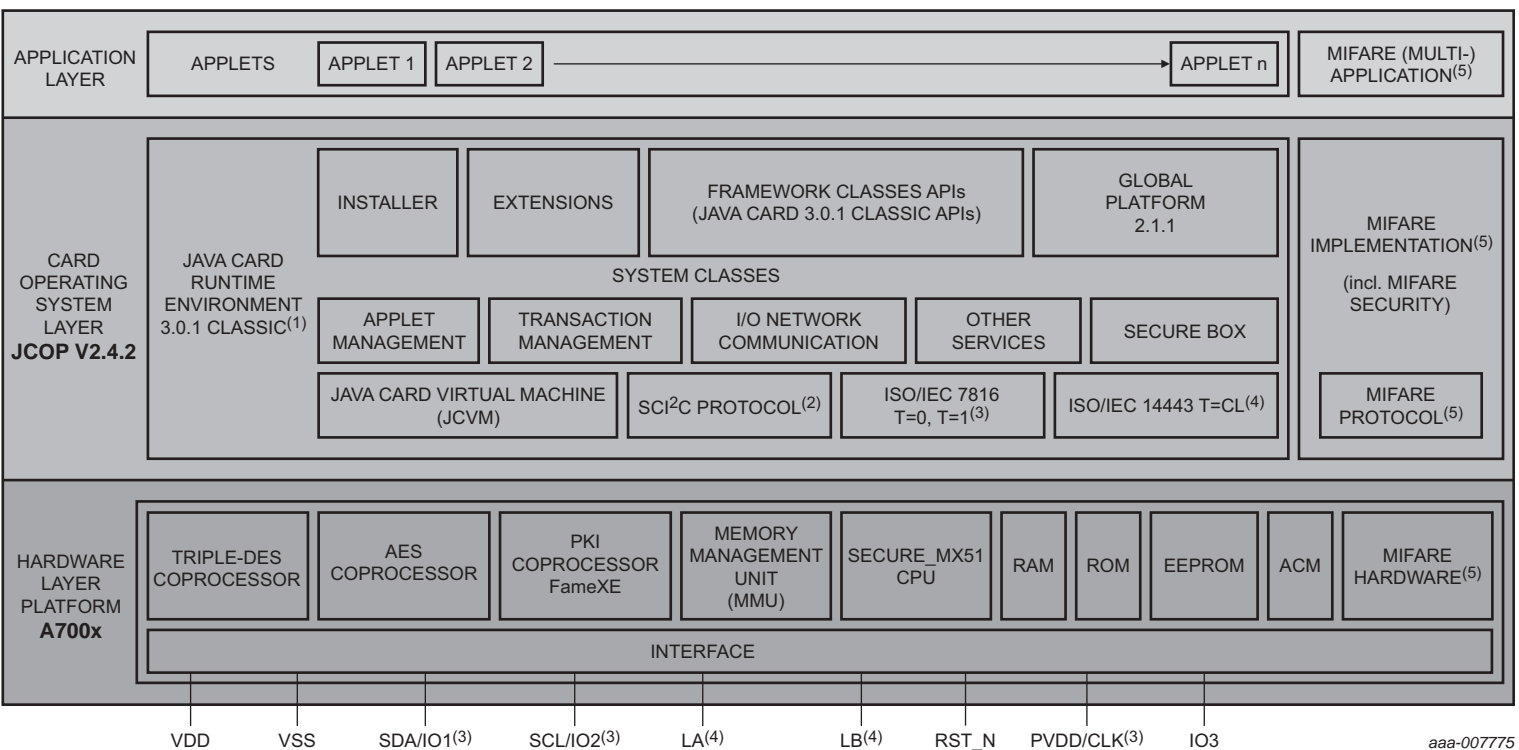 APPLICATION
LAYER
APPLETS
APPLET 1
APPLET 2
APPLET n
MIFARE (MULTI-)
APPLICATION(5)
CARD
OPERATING
SYSTEM
LAYER
JCOP V2.4.2
JAVA CARD
RUNTIME
ENVIRONMENT
3.0.1 CLASSIC(1)
INSTALLER
EXTENSIONS
FRAMEWORK CLASSES APIs
(JAVA CARD 3.0.1 CLASSIC APIs)
GLOBAL
PLATFORM
2.1.1
SYSTEM CLASSES
APPLET
MANAGEMENT
TRANSACTION
MANAGEMENT
I/O NETWORK
COMMUNICATION
OTHER
SERVICES
SECURE BOX
JAVA CARD VIRTUAL MACHINE
(JCVM)
SCI2C PROTOCOL(2)
ISO/IEC 7816
T=0, T=1(3)
ISO/IEC 14443 T=CL(4)
MIFARE
IMPLEMENTATION(5)
(incl. MIFARE
SECURITY)
MIFARE
PROTOCOL(5)
HARDWARE
LAYER
PLATFORM
A700x
TRIPLE-DES
COPROCESSOR
AES
COPROCESSOR
PKI
COPROCESSOR
FameXE
MEMORY
MANAGEMENT
UNIT
(MMU)
SECURE_MX51
CPU
RAM
ROM
EEPROM
ACM
MIFARE
HARDWARE(5)
INTERFACE
VDD
VSS
SDA/IO1(3)
SCL/IO2(3)
LA(4)
LB(4)
RST_N
PVDD/CLK(3)
IO3
aaa-007775